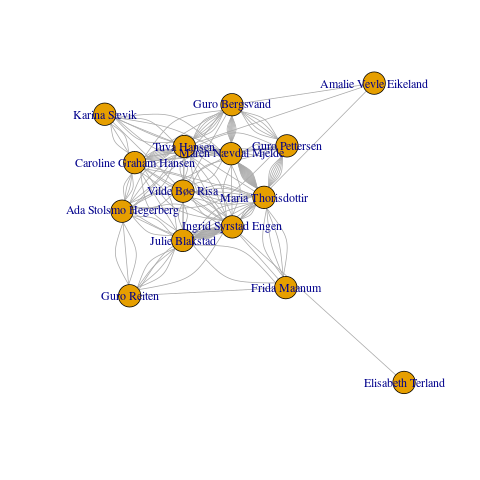 Amalie Vevle Eikeland
Guro Bergsvand
Karina Sævik
Tuva Hansen
Guro Pettersen
Maren Nævdal Mjelde
Caroline Graham Hansen
Vilde Bøe Risa
Maria Thorisdottir
Ada Stolsmo Hegerberg
Ingrid Syrstad Engen
Julie Blakstad
Frida Maanum
Guro Reiten
Elisabeth Terland